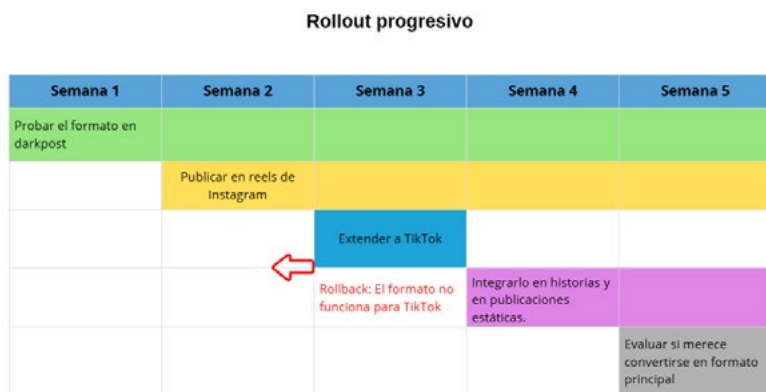 Rollout progresivo
Semana 1 Semana 2 Semana 3 Semana 4 Semana 5
Probar el formato en
darkpost
Publicar en reels de
Instagram
Extender a TikTok
Rollback: El formato no
funciona para TikTok
Integrarlo en historias y
en publicaciones
estáticas.
Evaluar si merece
convertirse en formato
principal